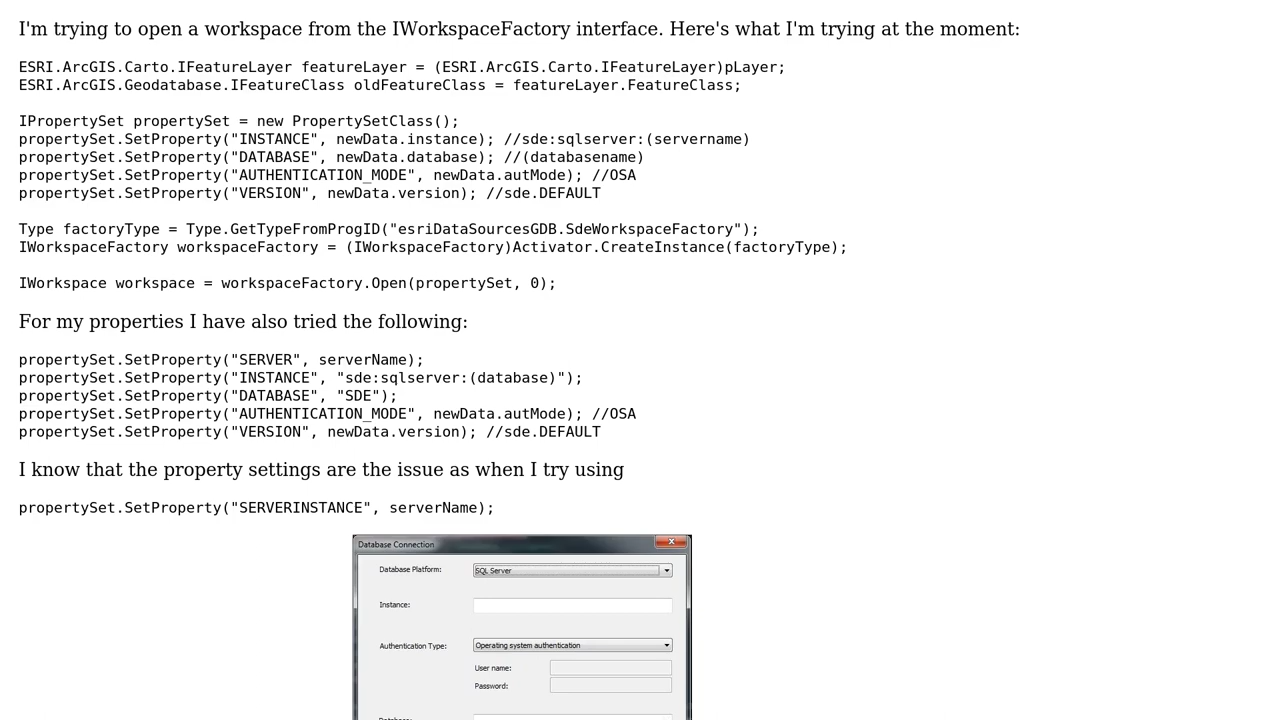 I'm trying to open a workspace from the IWorkspaceFactory interface. Here's what I'm trying at the moment:
ESRI.ArcGIS.Carto.IFeatureLayer featureLayer = (ESRI.ArcGIS.Carto.IFeatureLayer)pLayer;
ESRI.ArcGIS.Geodatabase.IFeatureClass oldFeatureClass = featureLayer.FeatureClass;
IPropertySet propertySet = new PropertySetClass();
propertySet.SetProperty("INSTANCE", newData.instance); //sde:sqlserver:(servername)
propertySet.SetProperty("DATABASE", newData.database); //(databasename)
propertySet.SetProperty("AUTHENTICATION_MODE", newData.autMode); //OSA
propertySet.SetProperty("VERSION", newData.version); //sde.DEFAULT
Type factoryType = Type.GetTypeFromProgID("esriDataSourcesGDB.SdeWorkspaceFactory");
IWorkspaceFactory workspaceFactory = (IWorkspaceFactory)Activator.CreateInstance(factoryType);
IWorkspace workspace = workspaceFactory.Open(propertySet, 0);
For my properties I have also tried the following:
propertySet.SetProperty("SERVER", serverName);
propertySet.SetProperty("INSTANCE", "sde:sqlserver:(database)");
propertySet.SetProperty("DATABASE", "SDE");
propertySet.SetProperty("AUTHENTICATION_MODE", newData.autMode); //OSA
propertySet.SetProperty("VERSION", newData.version); //sde.DEFAULT
I know that the property settings are the issue as when I try using
propertySet.SetProperty("SERVERINSTANCE", serverName);
Database Connection
Database Platform: SQL Server
Instance:
Authentication Type: Operating system authentication
User name:
Password:
Database: